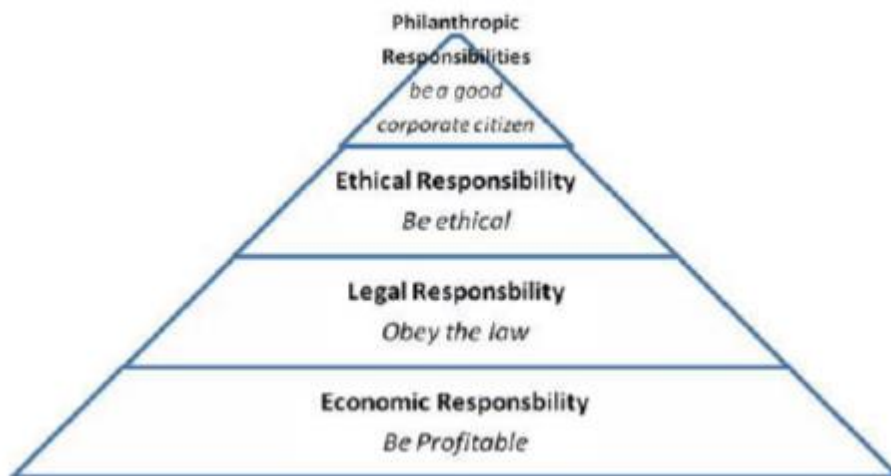 Philanthropic
Responsibilities
be a good
corporate citizen
Ethical Responsibility
Be ethical
Legal Responsbility
Obey the law
Economic Responsbility
Be Profitable